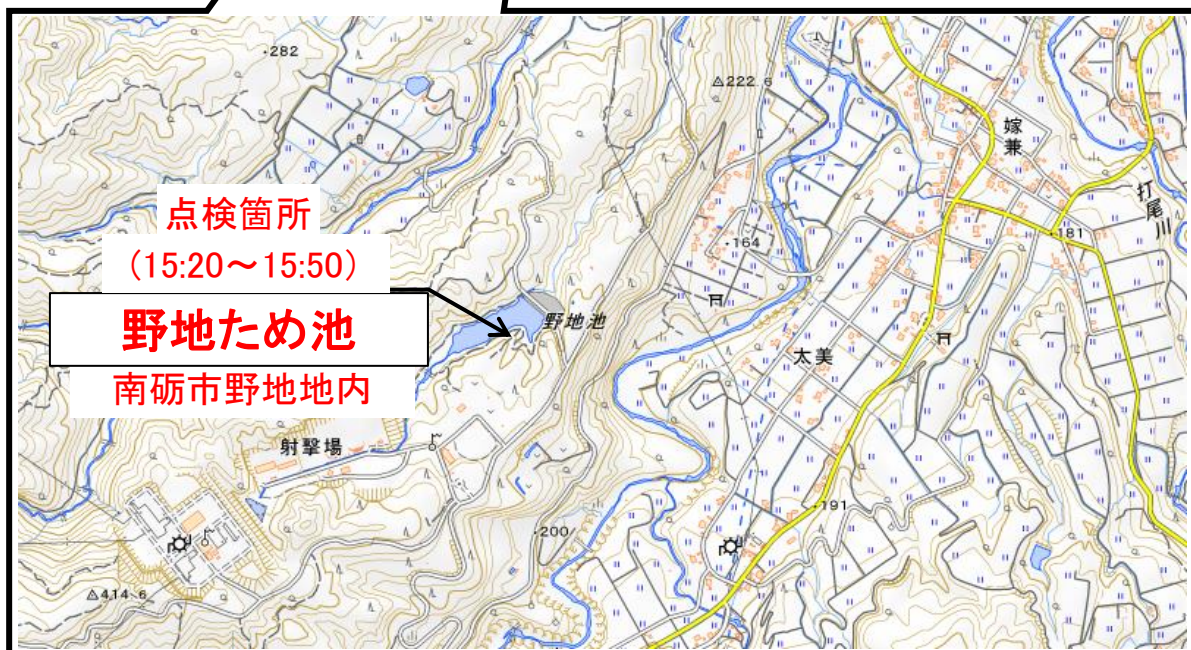 ・282
△222.6
嫁兼
打尾川
点検箇所
(15:20～15:50)
・164
・181
野地ため池
野地池
太美
南砺市野地地内
射撃場
・191
・200
△414.6